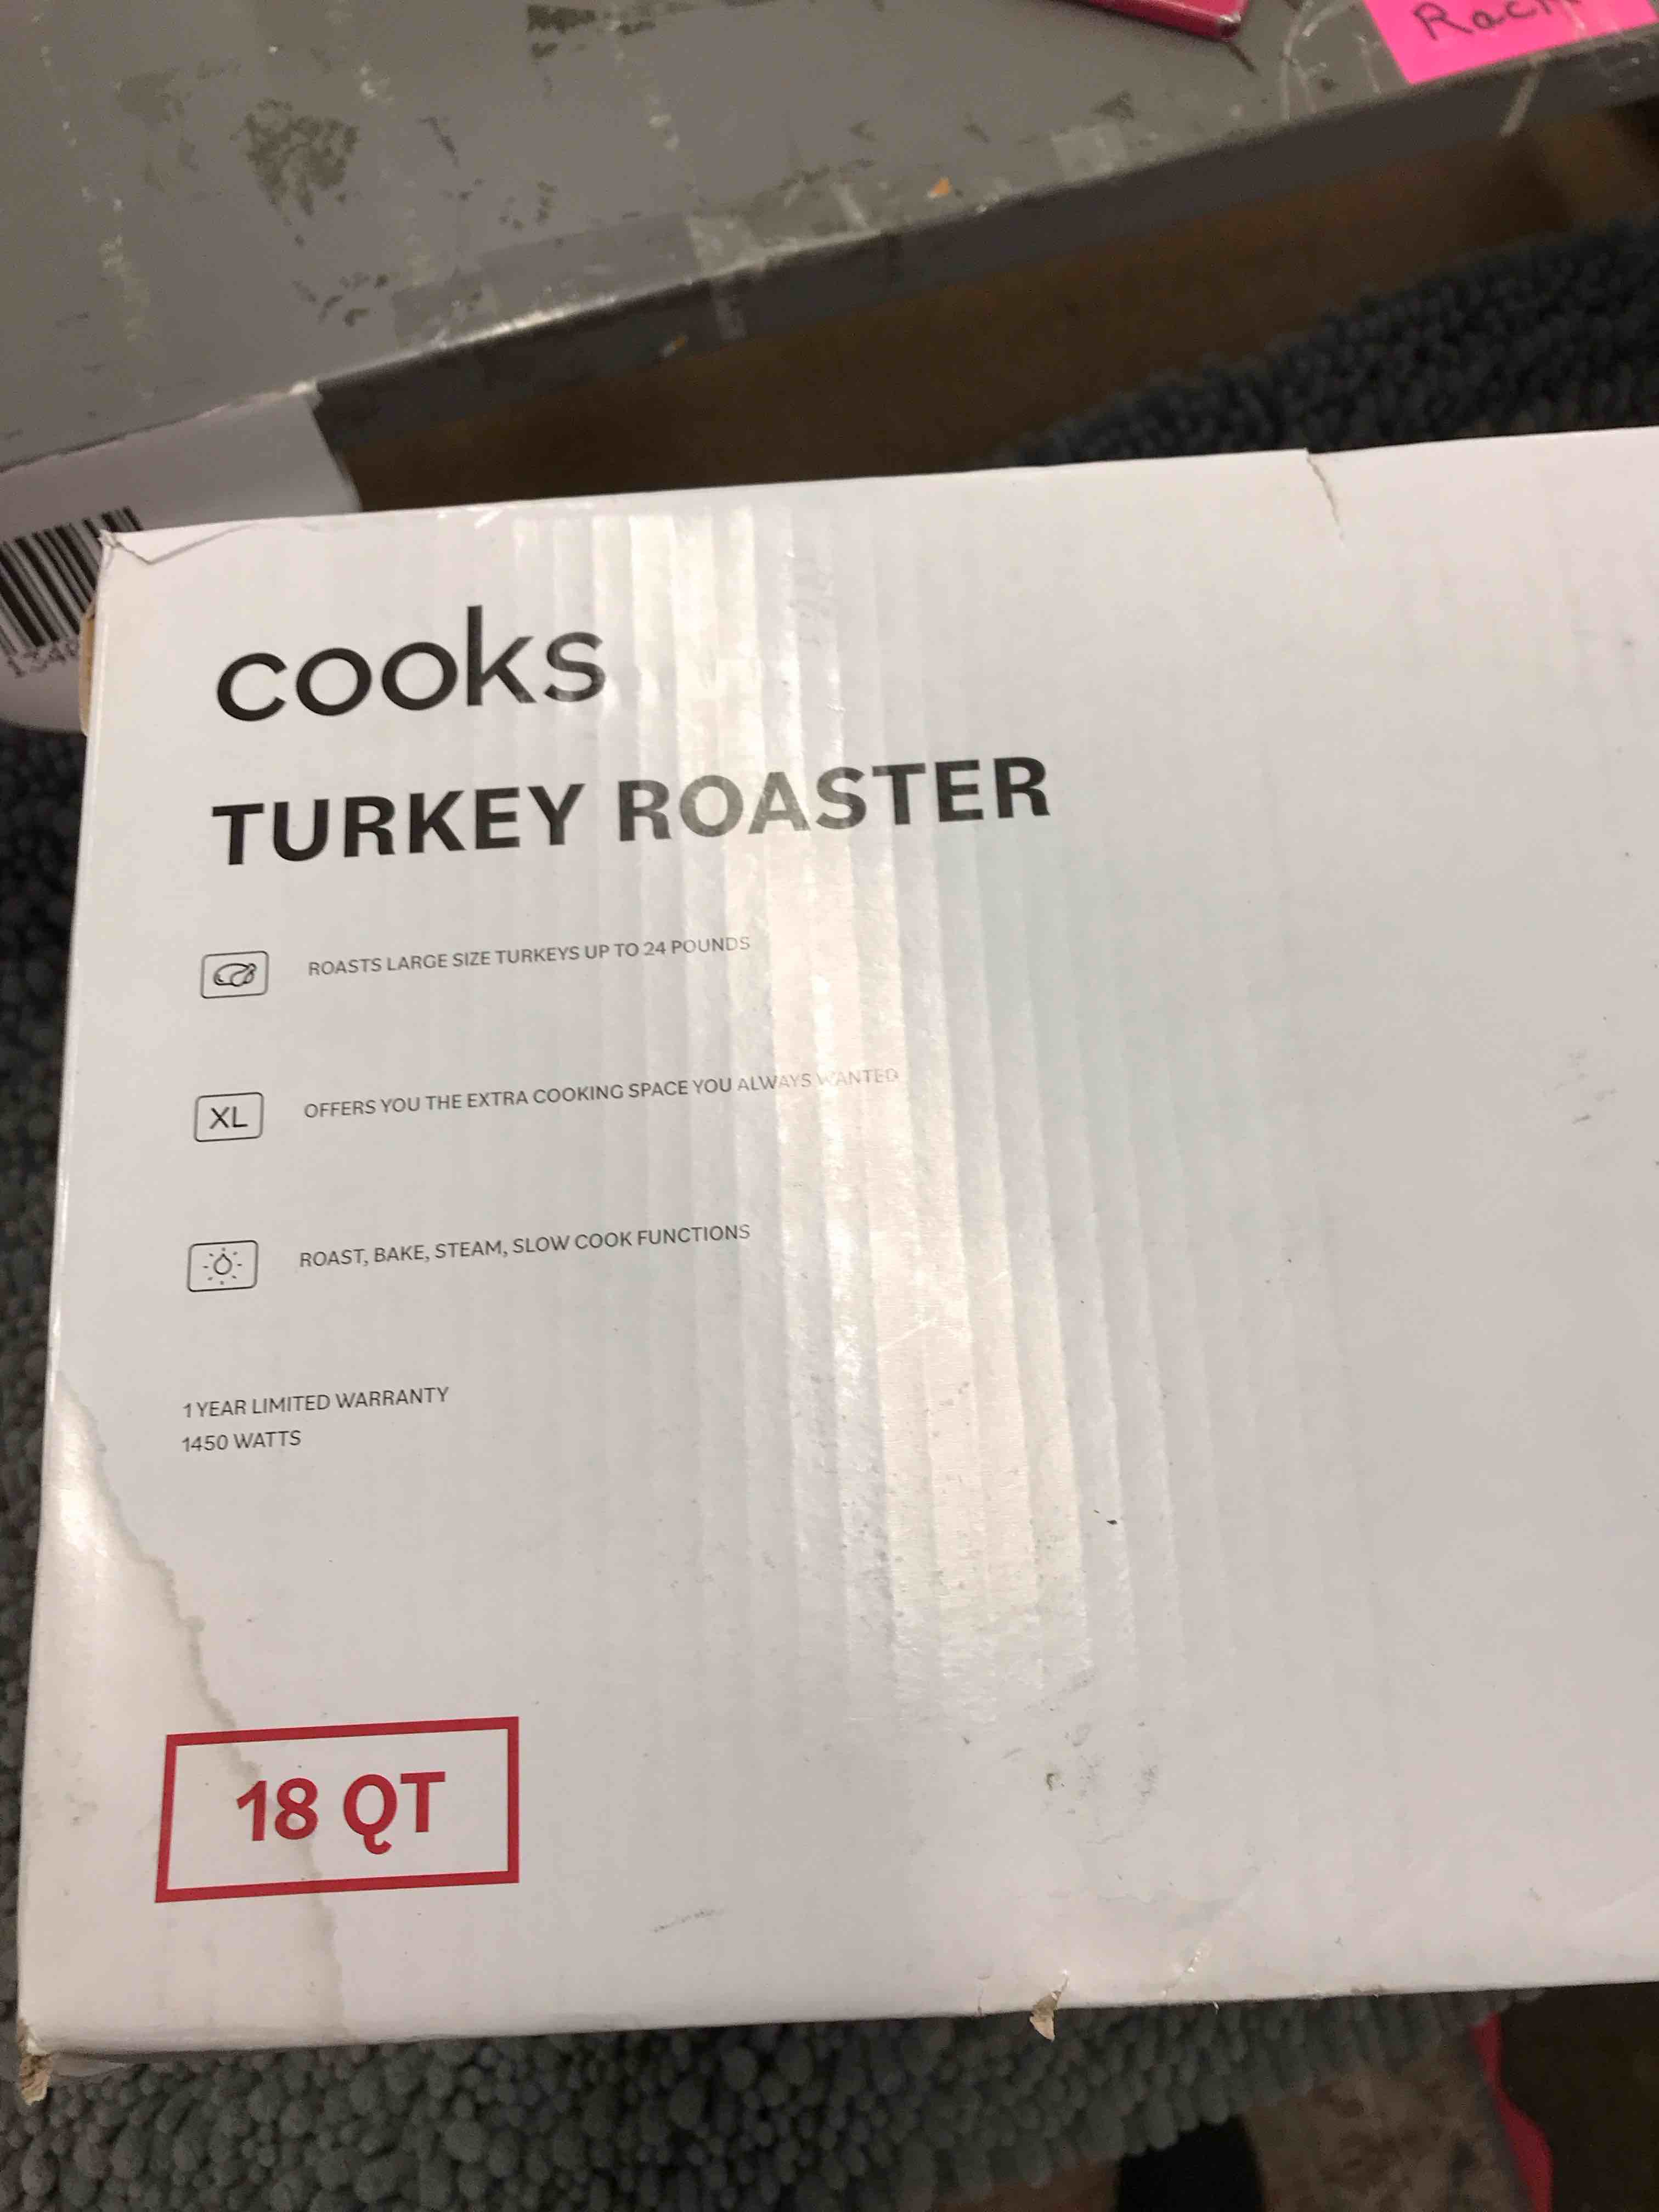 cooks
TURKEY ROASTER
ROASTS LARGE SIZE TURKEYS UP TO 24 POUNDS
XL
OFFERS YOU THE EXTRA COOKING SPACE YOU ALWAYS WANTED
ROAST, BAKE, STEAM, SLOW COOK FUNCTIONS
1 YEAR LIMITED WARRANTY
1450 WATTS
18 QT